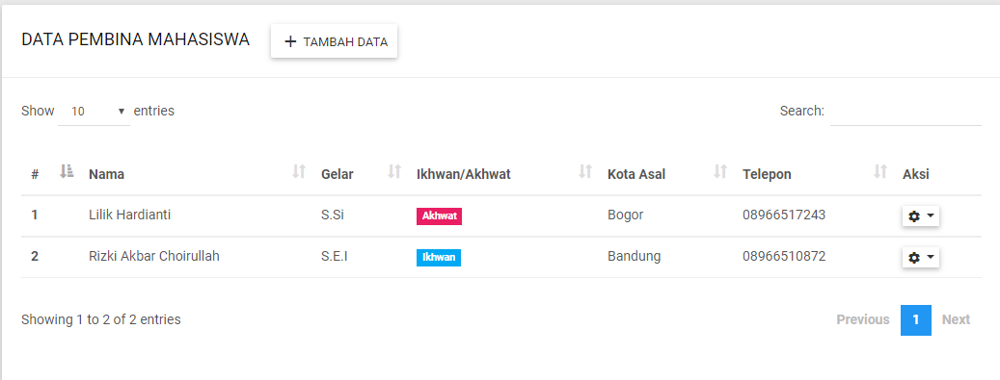 DATA PEMBINA MAHASISWA + TAMBAH DATA
Show 10 entries Search:
# Nama Gelar Ikhwan/Akhwat Kota Asal Telepon Aksi
1 Lilik Hardianti S.Si Akhwat Bogor 08966517243
2 Rizki Akbar Choirullah S.E.I Ikhwan Bandung 08966510872
Showing 1 to 2 of 2 entries Previous 1 Next